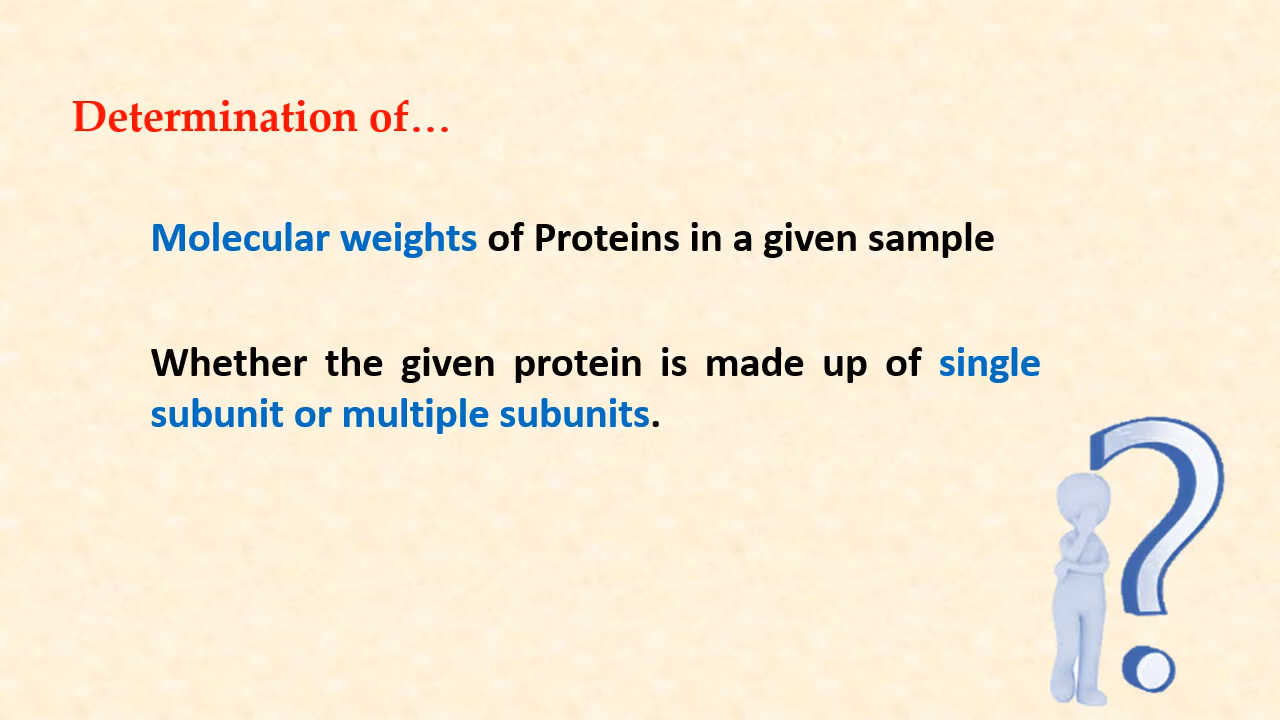 Determination of…
Molecular weights of Proteins in a given sample
Whether the given protein is made up of single
subunit or multiple subunits.